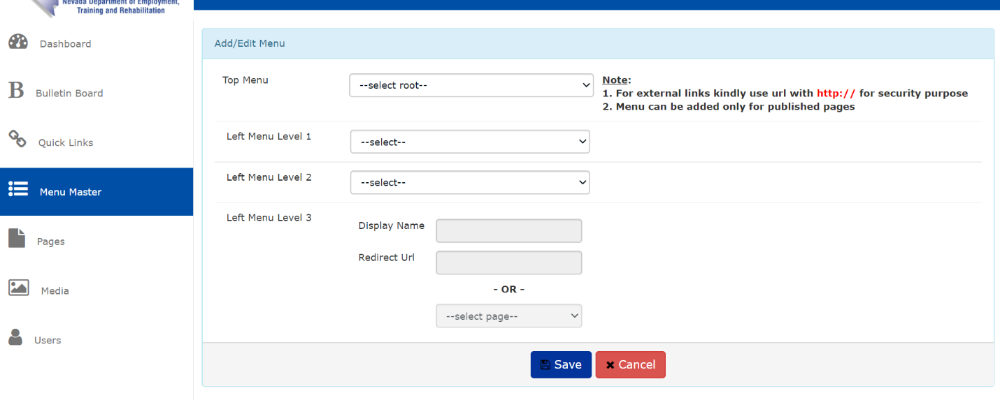 Nevada Department of Employment,
Training and Rehabilitation
Dashboard
Bulletin Board
Quick Links
Menu Master
Pages
Media
Users
Add/Edit Menu
Top Menu
--select root--
Note:
1. For external links kindly use url with http:// for security purpose
2. Menu can be added only for published pages
Left Menu Level 1
--select--
Left Menu Level 2
--select--
Left Menu Level 3
Display Name
Redirect Url
- OR -
--select page--
Save
Cancel